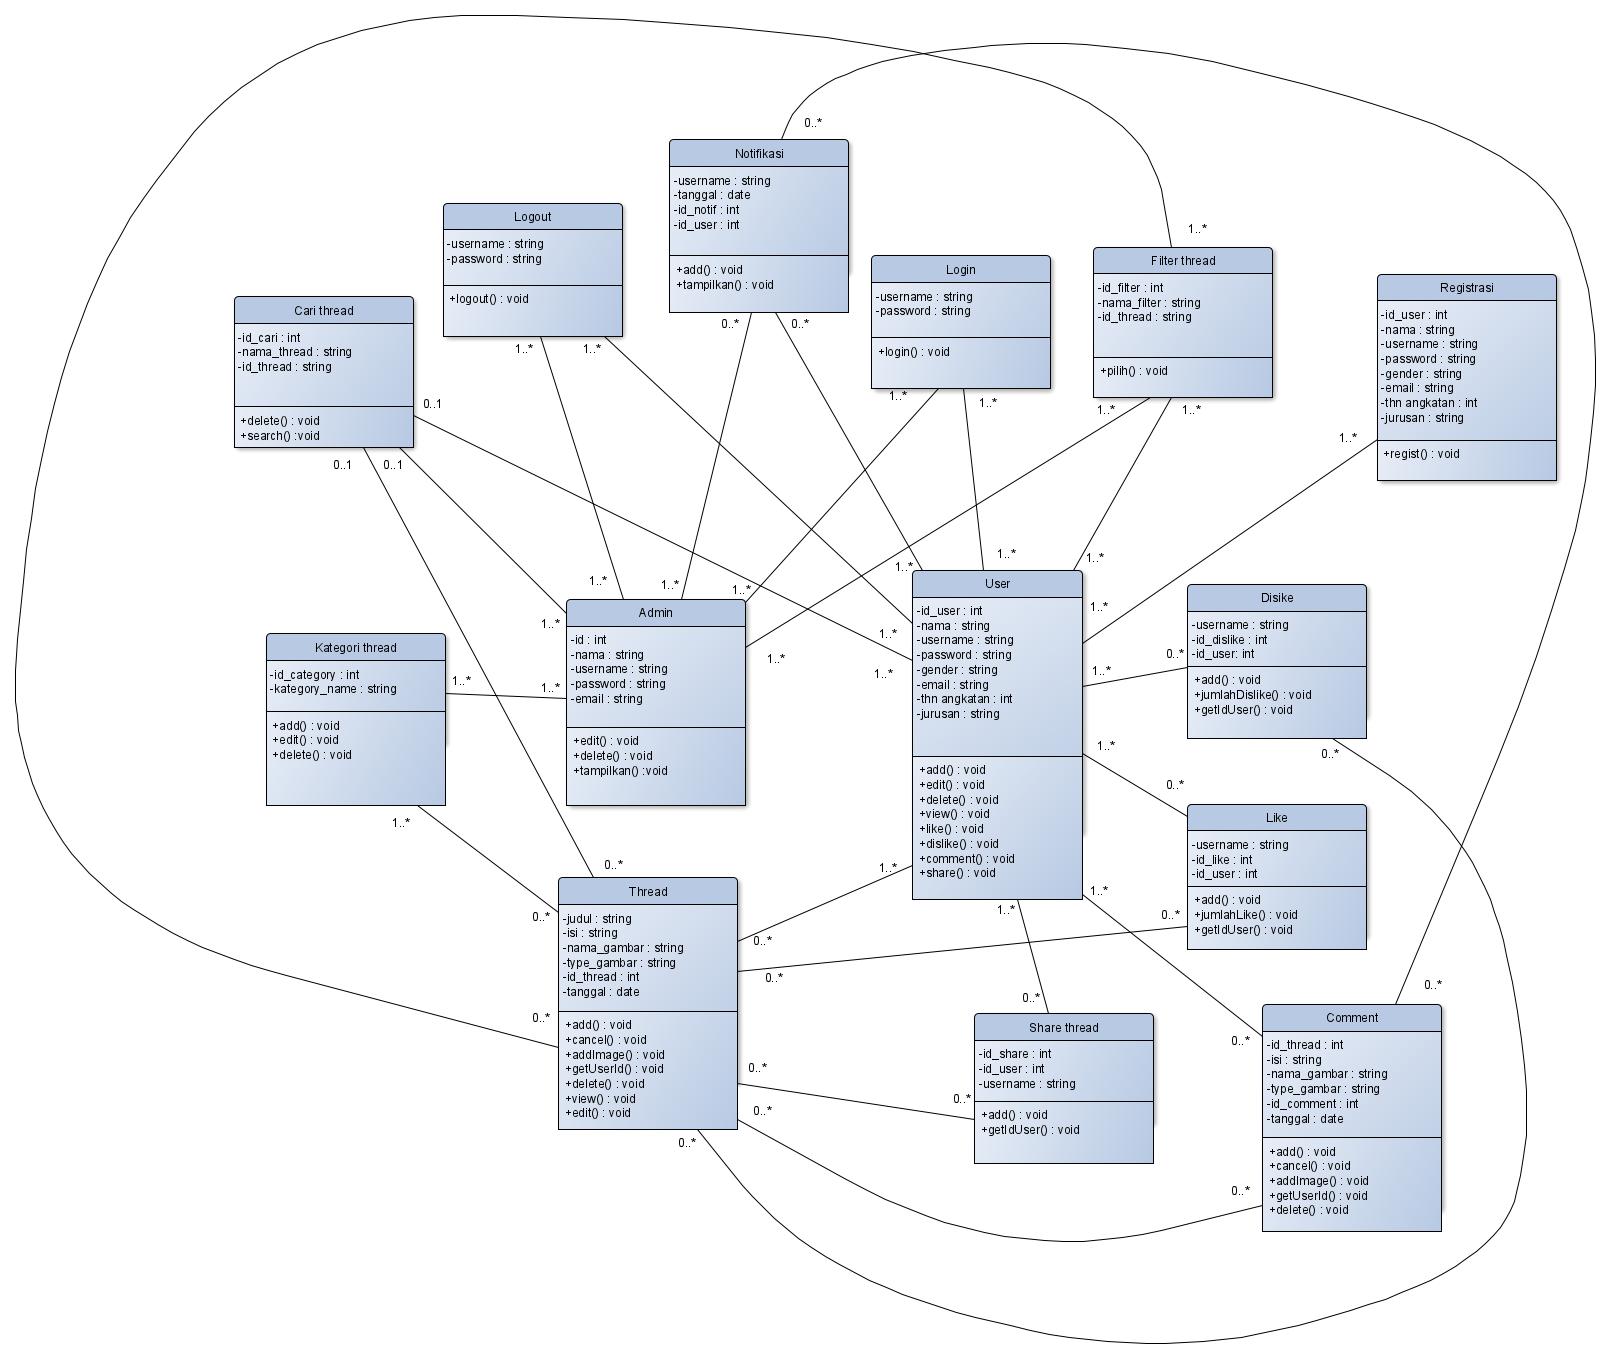 0..*
Notifikasi
-username : string
-tanggal : date
-id_notif : int
-id_user : int
+add() : void
+tampilkan() : void
0..*
0..*
Logout
-username : string
-password : string
+logout() : void
1..*
1..*
1..*
Filter thread
-id_filter : int
-nama_filter : string
-id_thread : string
+pilih() : void
1..*
1..*
Login
-username : string
-password : string
+login() : void
1..*
1..*
Registrasi
-id_user : int
-nama : string
-username : string
-password : string
-gender : string
-email : string
-thn angkatan : int
-jurusan : string
+regist() : void
1..*
Cari thread
-id_cari : int
-nama_thread : string
-id_thread : string
+delete() : void
+search() :void
0..1
0..1
0..1
1..*
1..*
1..*
1..*
1..*
1..*
Admin
-id : int
-nama : string
-username : string
-password : string
-email : string
+edit() : void
+delete() : void
+tampilkan() :void
1..*
1..*
1..*
1..*
1..*
1..*
User
-id_user : int
-nama : string
-username : string
-password : string
-gender : string
-email : string
-thn angkatan : int
-jurusan : string
+add() : void
+edit() : void
+delete() : void
+view() : void
+like() : void
+dislike() : void
+comment() : void
+share() : void
1..*
1..*
1..*
1..*
1..*
1..*
Disike
-username : string
-id_dislike : int
-id_user: int
+add() : void
+jumlahDislike() : void
+getIdUser() : void
0..*
0..*
Kategori thread
-id_category : int
-kategory_name : string
+add() : void
+edit() : void
+delete() : void
1..*
1..*
0..*
Like
-username : string
-id_like : int
-id_user : int
+add() : void
+jumlahLike() : void
+getIdUser() : void
0..*
0..*
0..*
Thread
-judul : string
-isi : string
-nama_gambar : string
-type_gambar : string
-id_thread : int
-tanggal : date
+add() : void
+cancel() : void
+addImage() : void
+getUserId() : void
+delete() : void
+view() : void
+edit() : void
0..*
0..*
0..*
0..*
0..*
0..*
0..*
Share thread
-id_share : int
-id_user : int
-username : string
+add() : void
+getIdUser() : void
0..*
0..*
Comment
-id_thread : int
-isi : string
-nama_gambar : string
-type_gambar : string
-id_comment : int
-tanggal : date
+add() : void
+cancel() : void
+addImage() : void
+getUserId() : void
+delete() : void
0..*
0..*